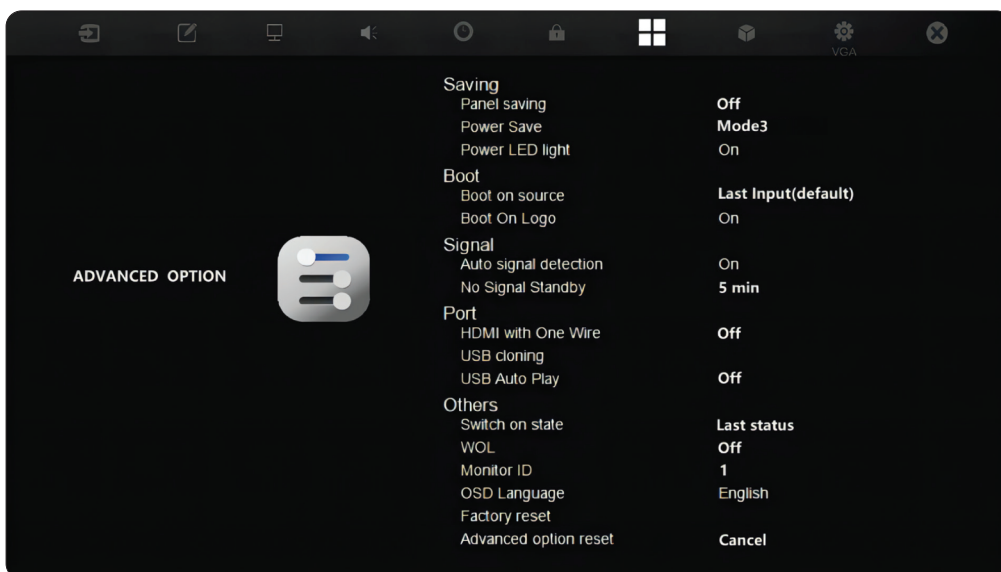 VGA
Saving
Panel saving Off
Power Save Mode3
Power LED light On
Boot
Boot on source Last Input(default)
Boot On Logo On
Signal
Auto signal detection On
No Signal Standby 5 min
ADVANCED OPTION
Port
HDMI with One Wire Off
USB cloning
USB Auto Play Off
Others
Switch on state Last status
WOL Off
Monitor ID 1
OSD Language English
Factory reset
Advanced option reset Cancel